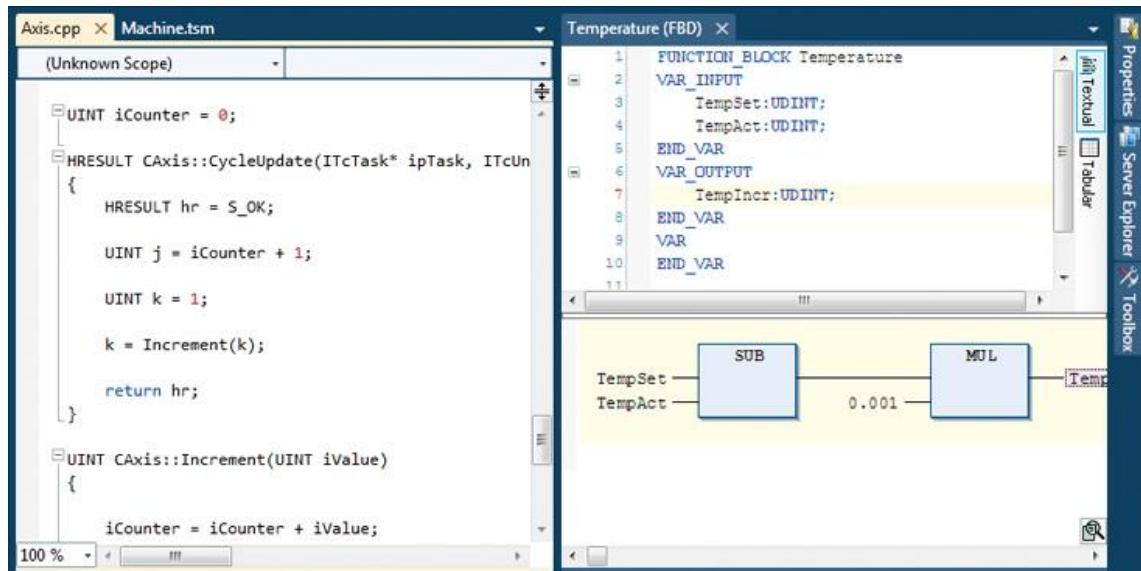 Axis.cpp Machine.tsm
(Unknown Scope)
UINT iCounter = 0;
HRESULT CAxis::CycleUpdate(ITcTask* ipTask, ITcUn
{
HRESULT hr = S_OK;
UINT j = iCounter + 1;
UINT k = 1;
k = Increment(k);
return hr;
}
UINT CAxis::Increment(UINT iValue)
{
iCounter = iCounter + iValue;
100 %
Temperature (FBD)
1 FUNCTION_BLOCK Temperature
2 VAR_INPUT
3 TempSet:UDINT;
4 TempAct:UDINT;
5 END_VAR
6 VAR_OUTPUT
7 TempIncr:UDINT;
8 END_VAR
9 VAR
10 END_VAR
11
Textual
Tabular
SUB
MUL
TempSet
Temp
TempAct
0.001
Properties
Server Explorer
Toolbox